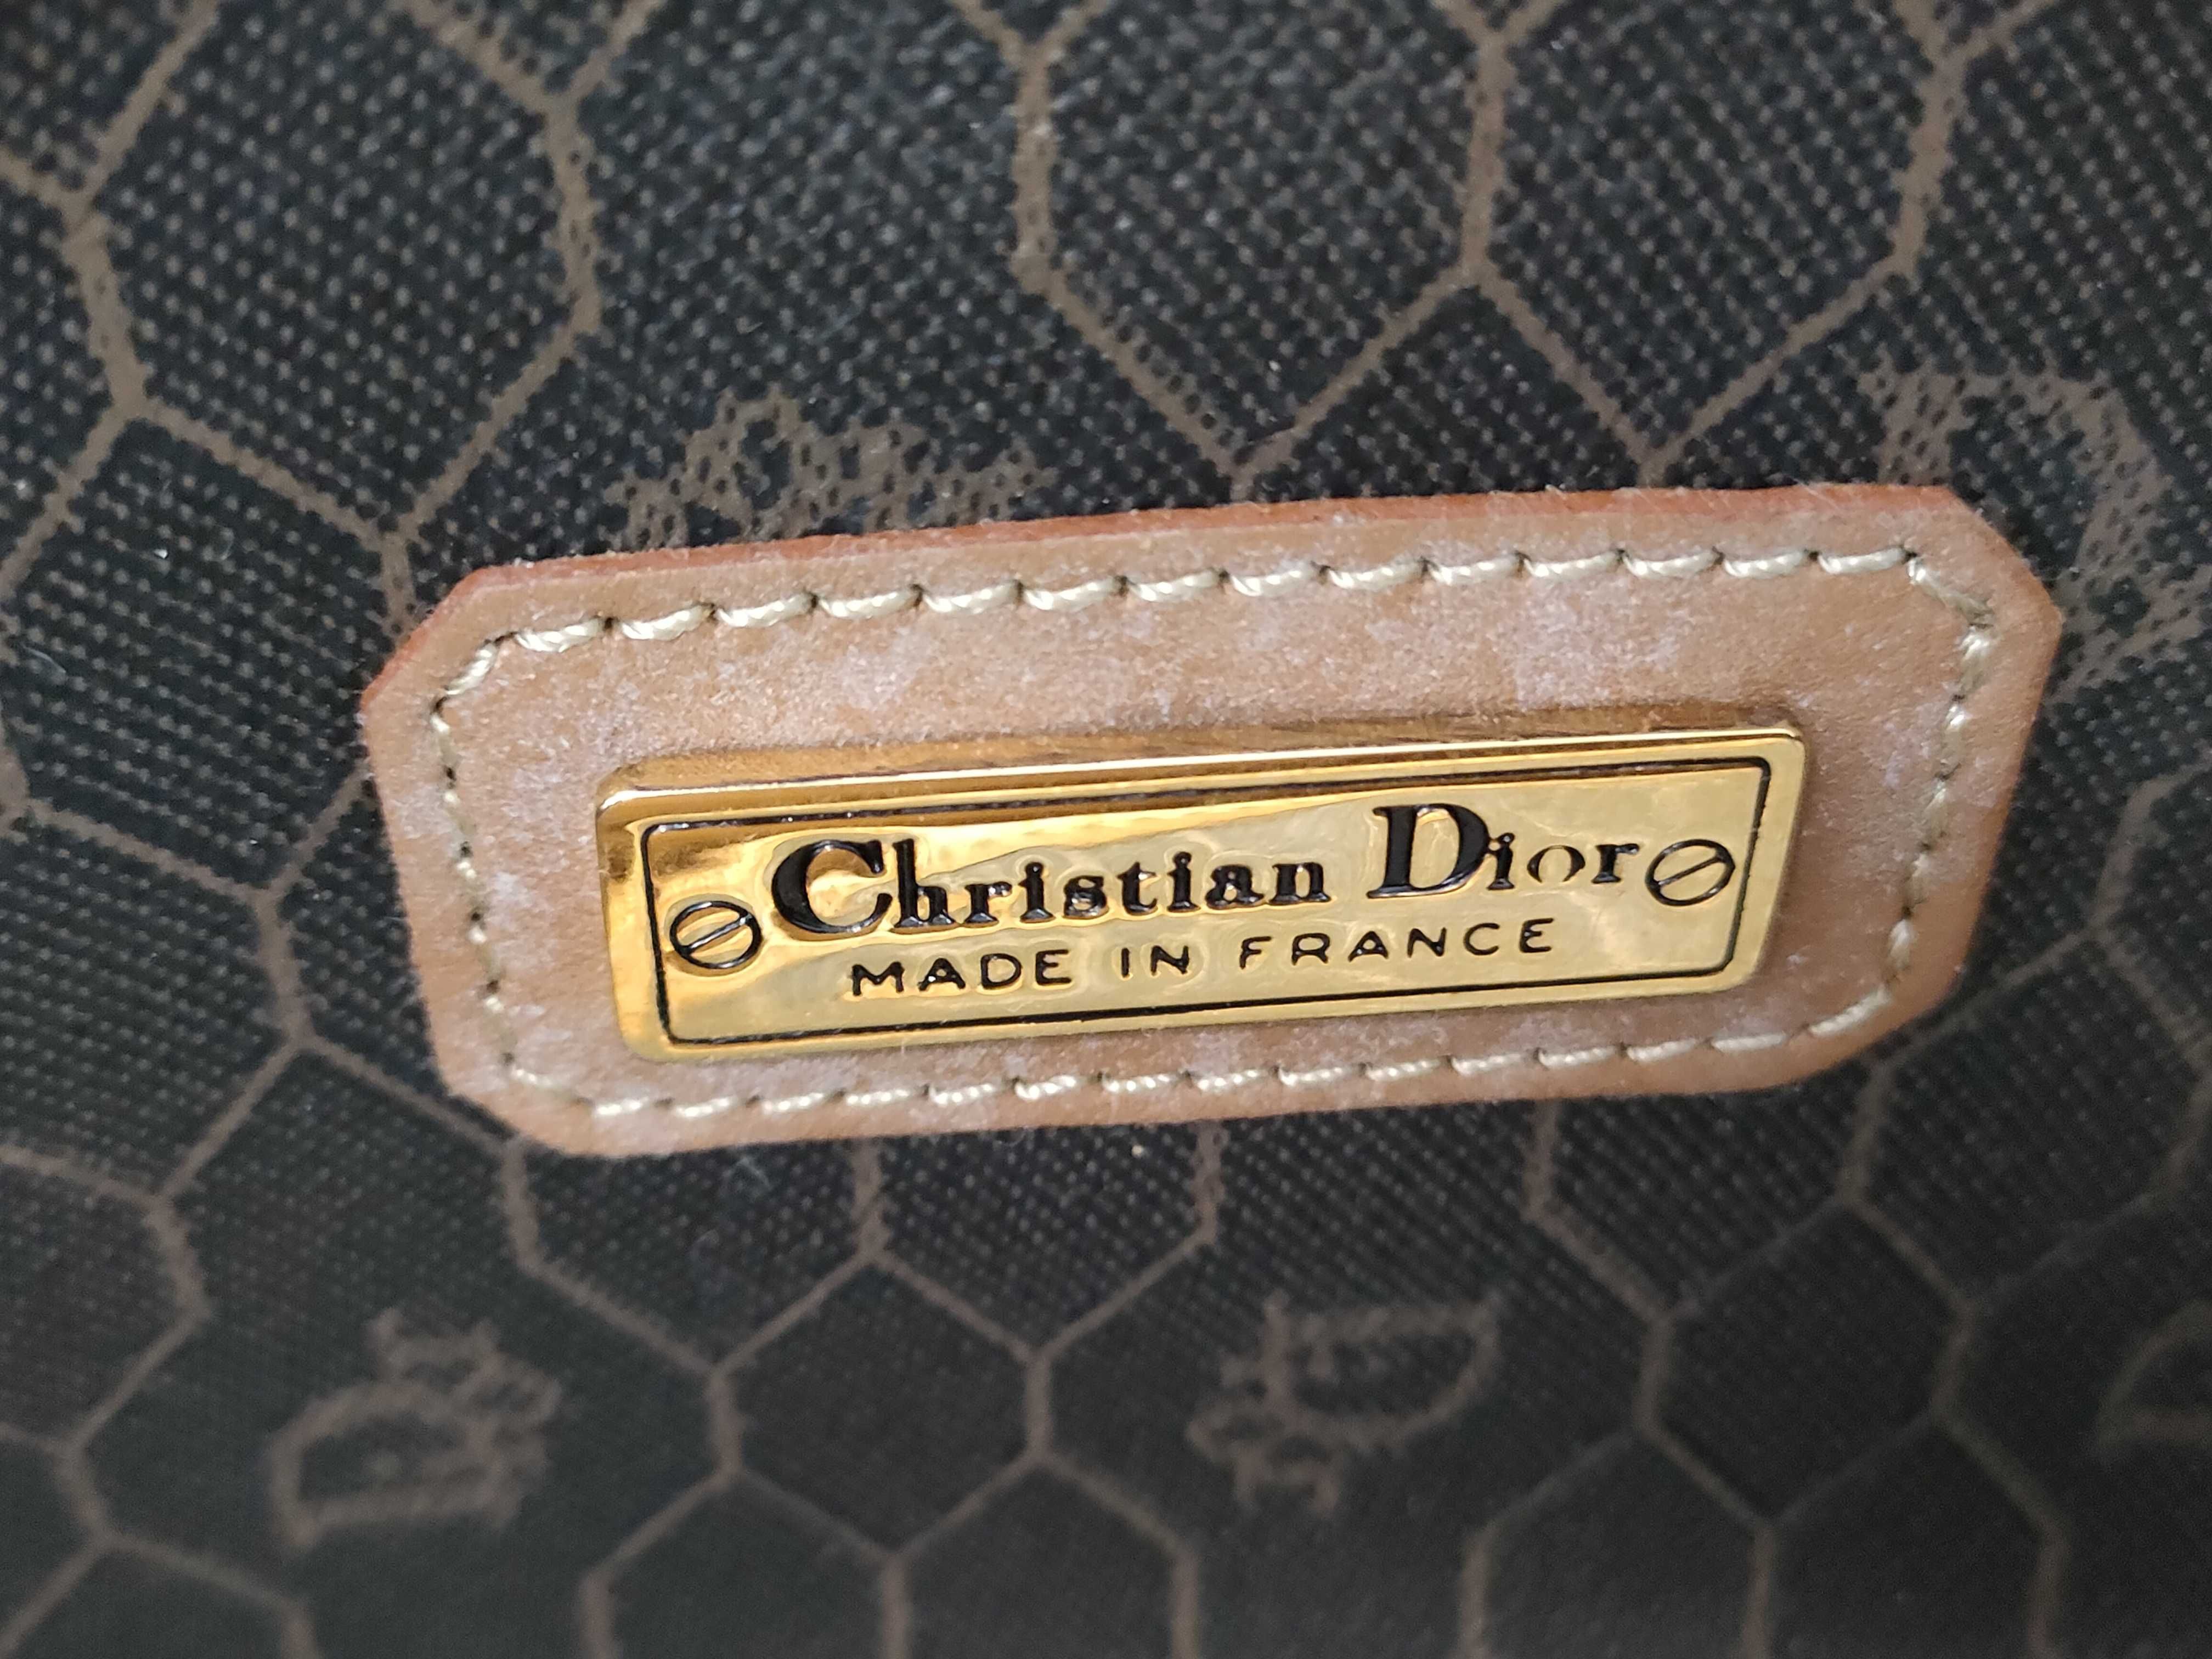 Christian Dior
MADE IN FRANCE